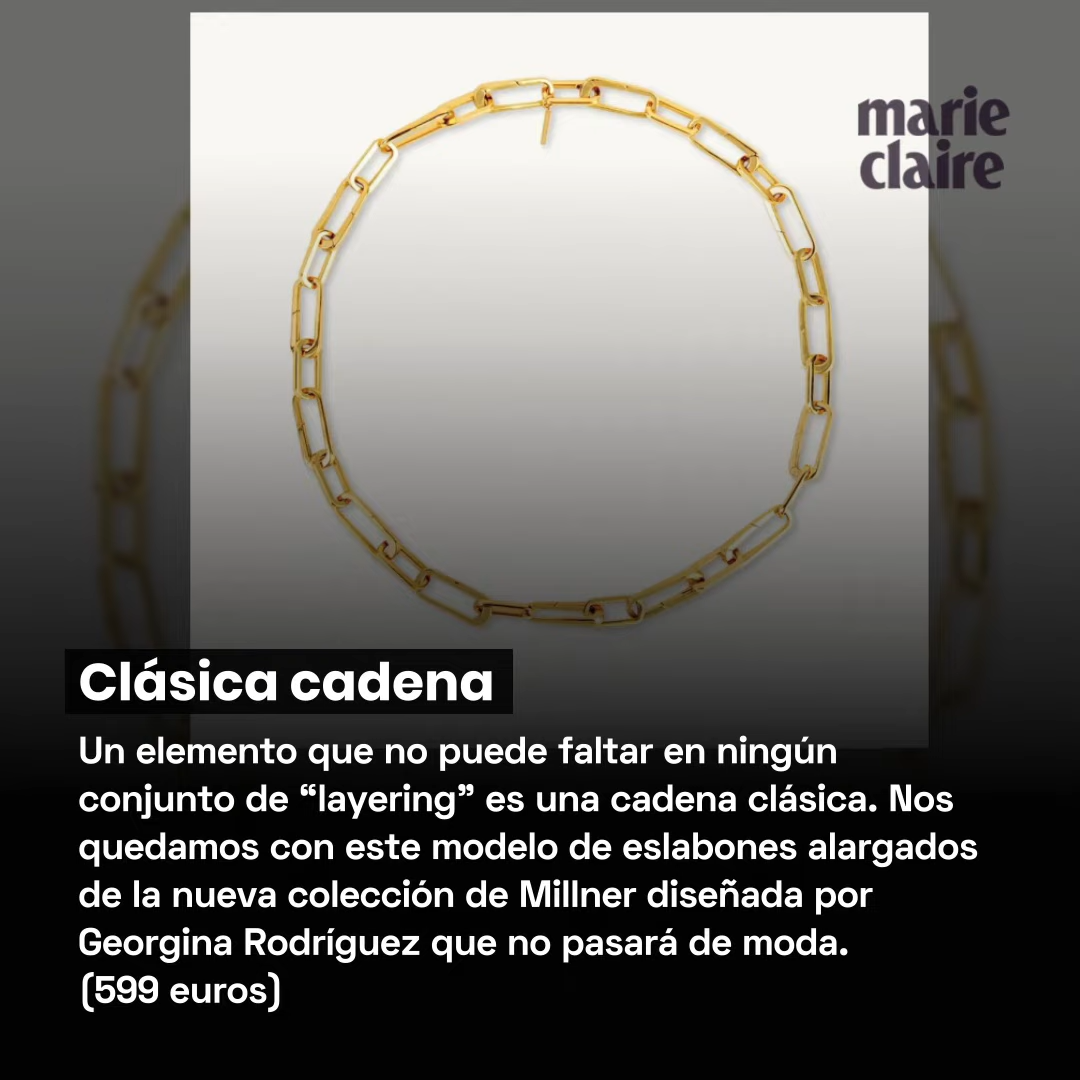 marie
claire
Clásica cadena
Un elemento que no puede faltar en ningún
conjunto de “layering” es una cadena clásica. Nos
quedamos con este modelo de eslabones alargados
de la nueva colección de Millner diseñada por
Georgina Rodríguez que no pasará de moda.
(599 euros)